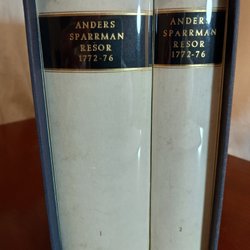 ANDERS
SPARRMAN
RESOR
1772-76
1
ANDERS
SPARRMAN
RESOR
1772-76
2